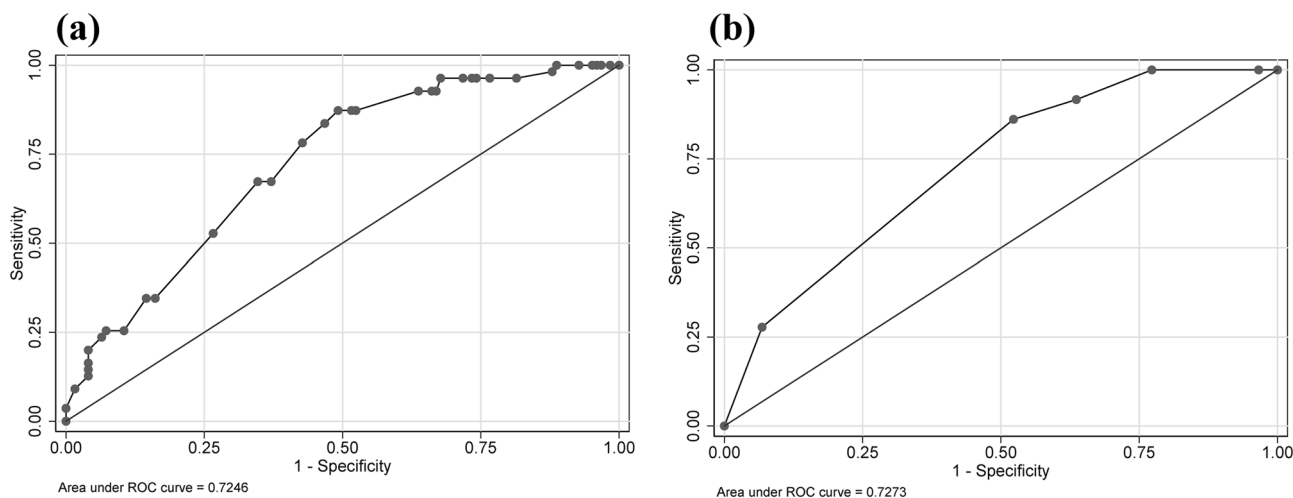 (a)
1.00
0.75
0.50
0.25
0.00
Sensitivity
0.00 0.25 0.50 0.75 1.00
1 - Specificity
Area under ROC curve = 0.7246
(b)
1.00
0.75
0.50
0.25
0.00
Sensitivity
0.00 0.25 0.50 0.75 1.00
1 - Specificity
Area under ROC curve = 0.7273